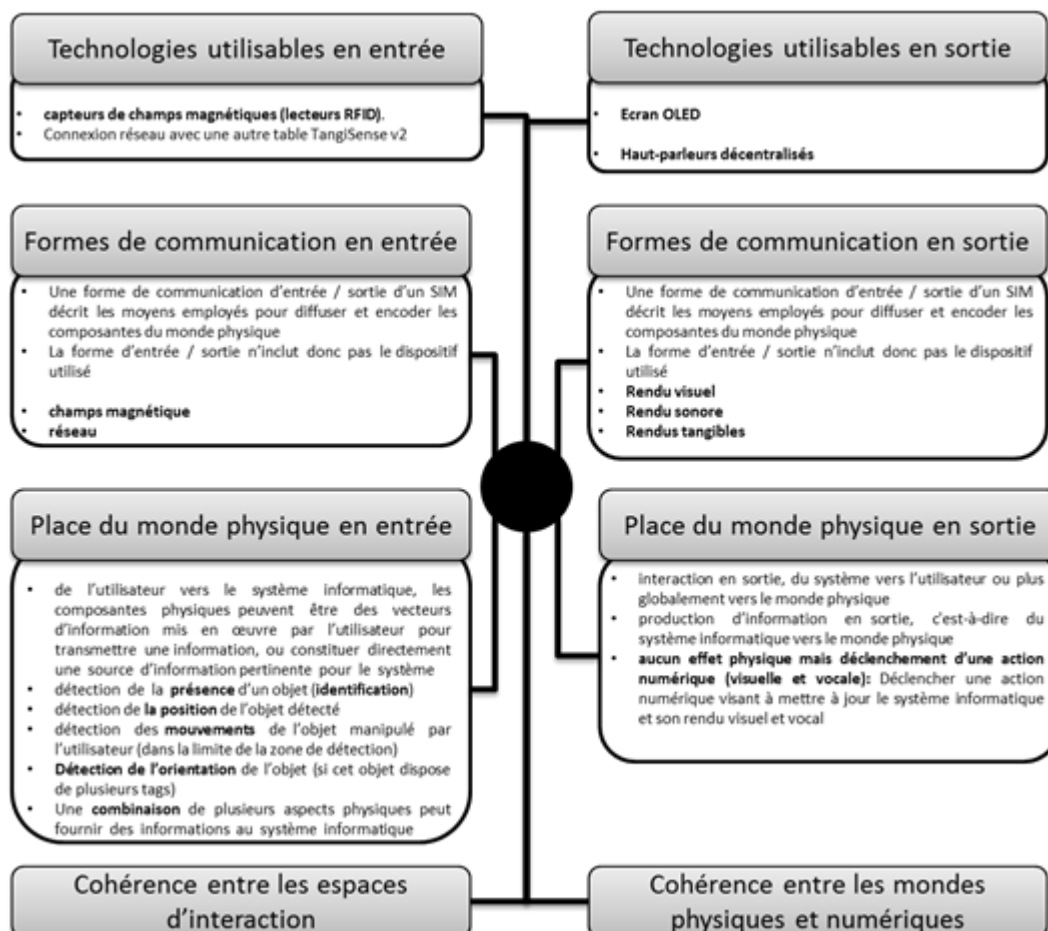 Technologies utilisables en entrée
• capteurs de champs magnétiques (lecteurs RFID).
• Connexion réseau avec une autre table TangiSense v2
Technologies utilisables en sortie
• Ecran OLED
• Haut-parleurs décentralisés
Formes de communication en entrée
• Une forme de communication d'entrée / sortie d'un SIM
décrit les moyens employés pour diffuser et encoder les
composantes du monde physique
• La forme d'entrée / sortie n'inclut donc pas le dispositif
utilisé
• champs magnétique
• réseau
Formes de communication en sortie
• Une forme de communication d'entrée / sortie d'un SIM
décrit les moyens employés pour diffuser et encoder les
composantes du monde physique
• La forme d'entrée / sortie n'inclut donc pas le dispositif
utilisé
• Rendu visuel
• Rendu sonore
• Rendus tangibles
Place du monde physique en entrée
• de l'utilisateur vers le système informatique, les
composantes physiques peuvent être des vecteurs
d'information mis en œuvre par l'utilisateur pour
transmettre une information, ou constituer directement
une source d'information pertinente pour le système
• détection de la présence d'un objet (identification)
• détection de la position de l'objet détecté
• détection des mouvements de l'objet manipulé par
l'utilisateur (dans la limite de la zone de détection)
• Détection de l'orientation de l'objet (si cet objet dispose
de plusieurs tags)
• Une combinaison de plusieurs aspects physiques peut
fournir des informations au système informatique
Place du monde physique en sortie
• interaction en sortie, du système vers l'utilisateur ou plus
globalement vers le monde physique
• production d'information en sortie, c'est-à-dire du
système informatique vers le monde physique
• aucun effet physique mais déclenchement d'une action
numérique (visuelle et vocale): Déclencher une action
numérique visant à mettre à jour le système informatique
et son rendu visuel et vocal
Cohérence entre les espaces
d'interaction
Cohérence entre les mondes
physiques et numériques